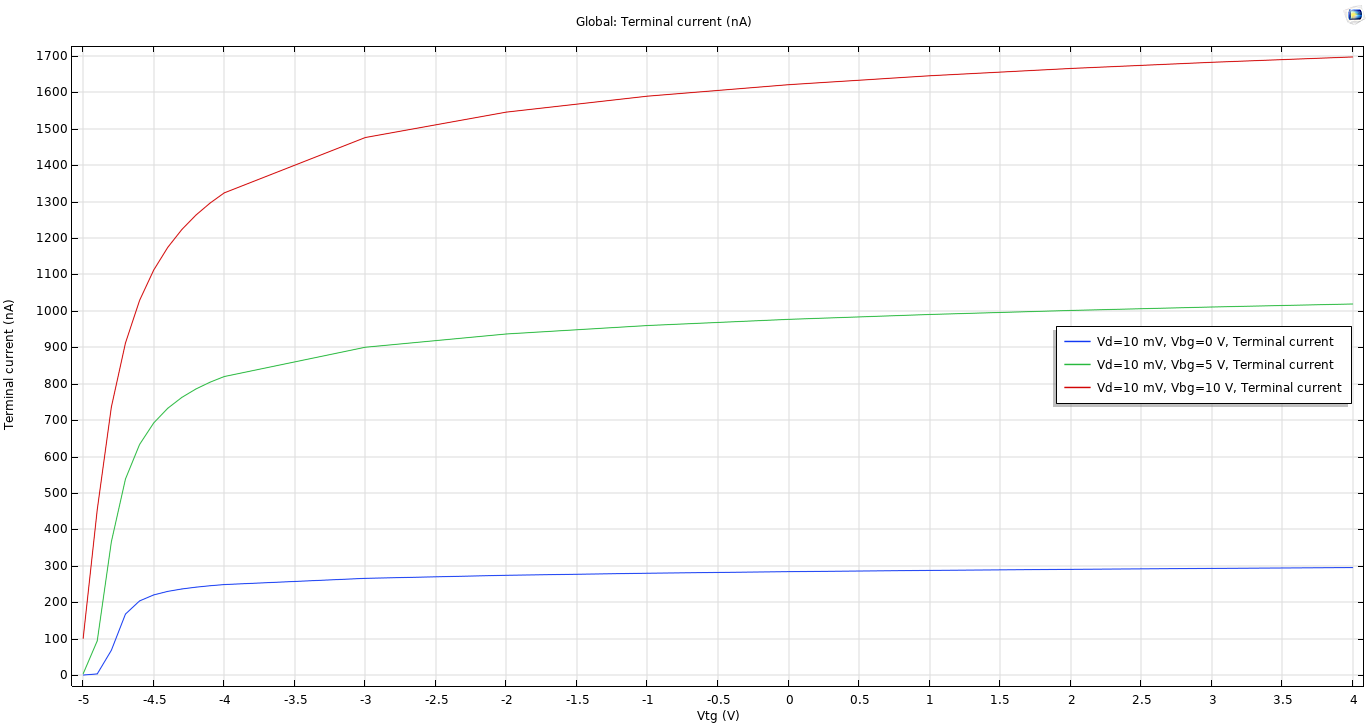 Global: Terminal current (nA)
Terminal current (nA)
1700
1600
1500
1400
1300
1200
1100
1000
900
800
700
600
500
400
300
200
100
0
Vd=10 mV, Vbg=0 V, Terminal current
Vd=10 mV, Vbg=5 V, Terminal current
Vd=10 mV, Vbg=10 V, Terminal current
-5 -4.5 -4 -3.5 -3 -2.5 -2 -1.5 -1 -0.5 0 0.5 1 1.5 2 2.5 3 3.5 4
Vtg (V)